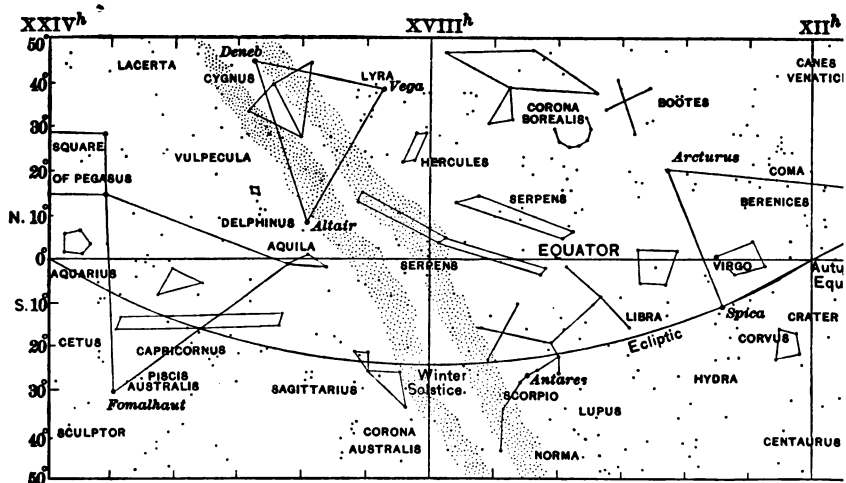 XXIVh XVIIIh XIIh
50°
Deneb
LACERTA
CANES
CYGNUS LYRA
VENATICI
Vega
40°
CORONA BOÖTES
BOREALIS
30°
SQUARE
Arcturus
VULPECULA
HERCULES
20°
COMA
OF PEGASUS
SERPENS
BERENICES
N. 10°
DELPHINUS Altair
AQUILA
EQUATOR
0°
SERPENS
VIRGO
Autu
AQUARIUS
Equ
S. 10°
LIBRA
Spica
CRATER
Ecliptic
CETUS
CORVUS
20°
CAPRICORNUS
PISCIS
Winter
AUSTRALIS
SAGITTARIUS
Solstice
Antares
HYDRA
30°
Fomalhaut
SCORPIO
LUPUS
SCULPTOR
CORONA
40°
AUSTRALIS
CENTAURUS
NORMA
50°